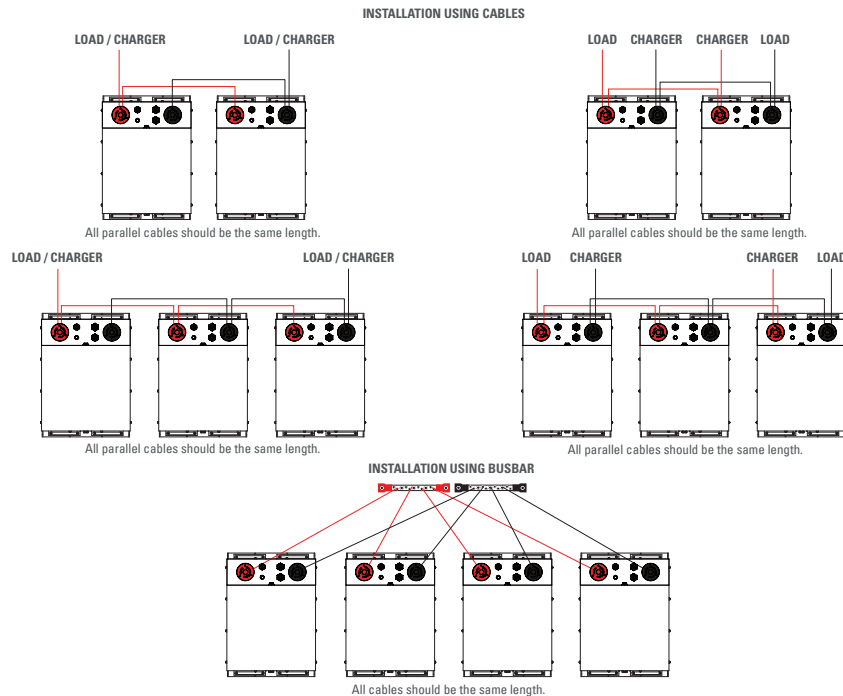 INSTALLATION USING CABLES
LOAD / CHARGER
LOAD / CHARGER
LOAD
CHARGER
CHARGER
LOAD
All parallel cables should be the same length.
All parallel cables should be the same length.
LOAD / CHARGER
LOAD / CHARGER
LOAD
CHARGER
CHARGER
LOAD
All parallel cables should be the same length.
All parallel cables should be the same length.
INSTALLATION USING BUSBAR
All cables should be the same length.